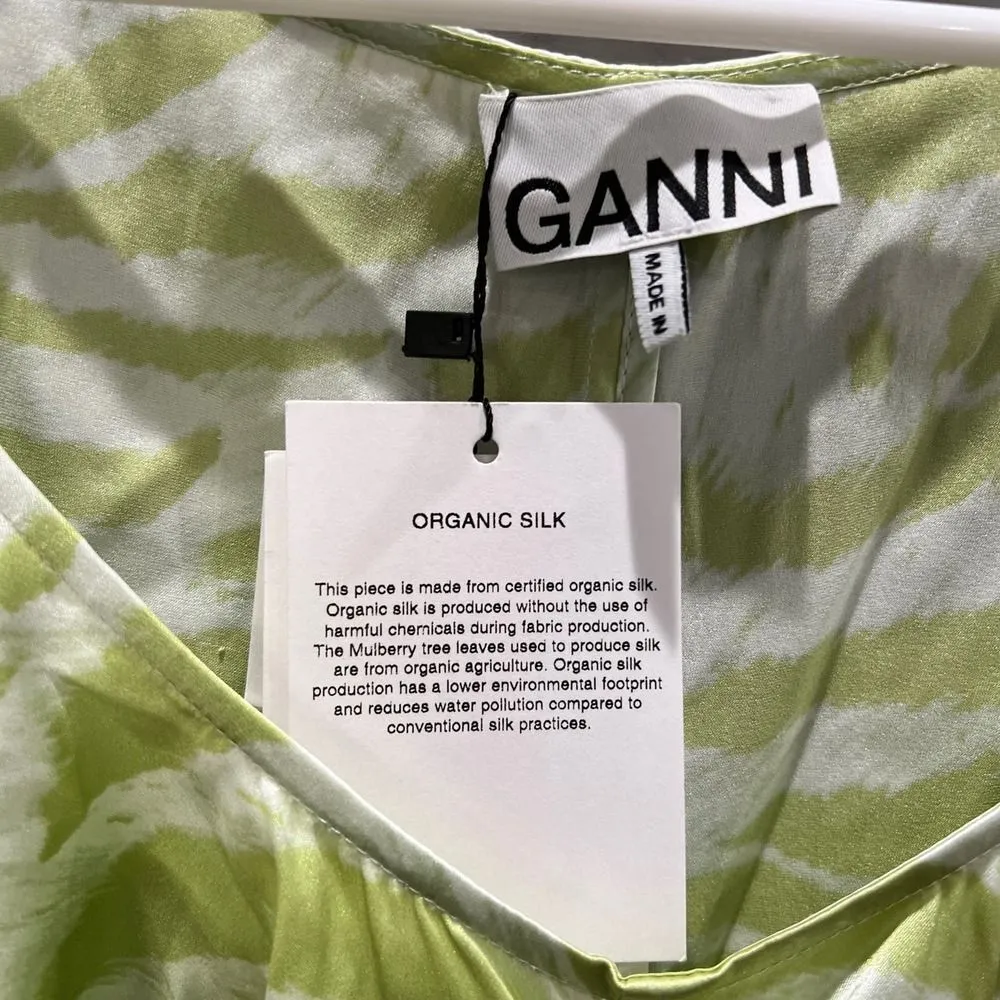 GANNI
MADE IN
ORGANIC SILK
This piece is made from certified organic silk.
Organic silk is produced without the use of
harmful chemicals during fabric production.
The Mulberry tree leaves used to produce silk
are from organic agriculture. Organic silk
production has a lower environmental footprint
and reduces water pollution compared to
conventional silk practices.